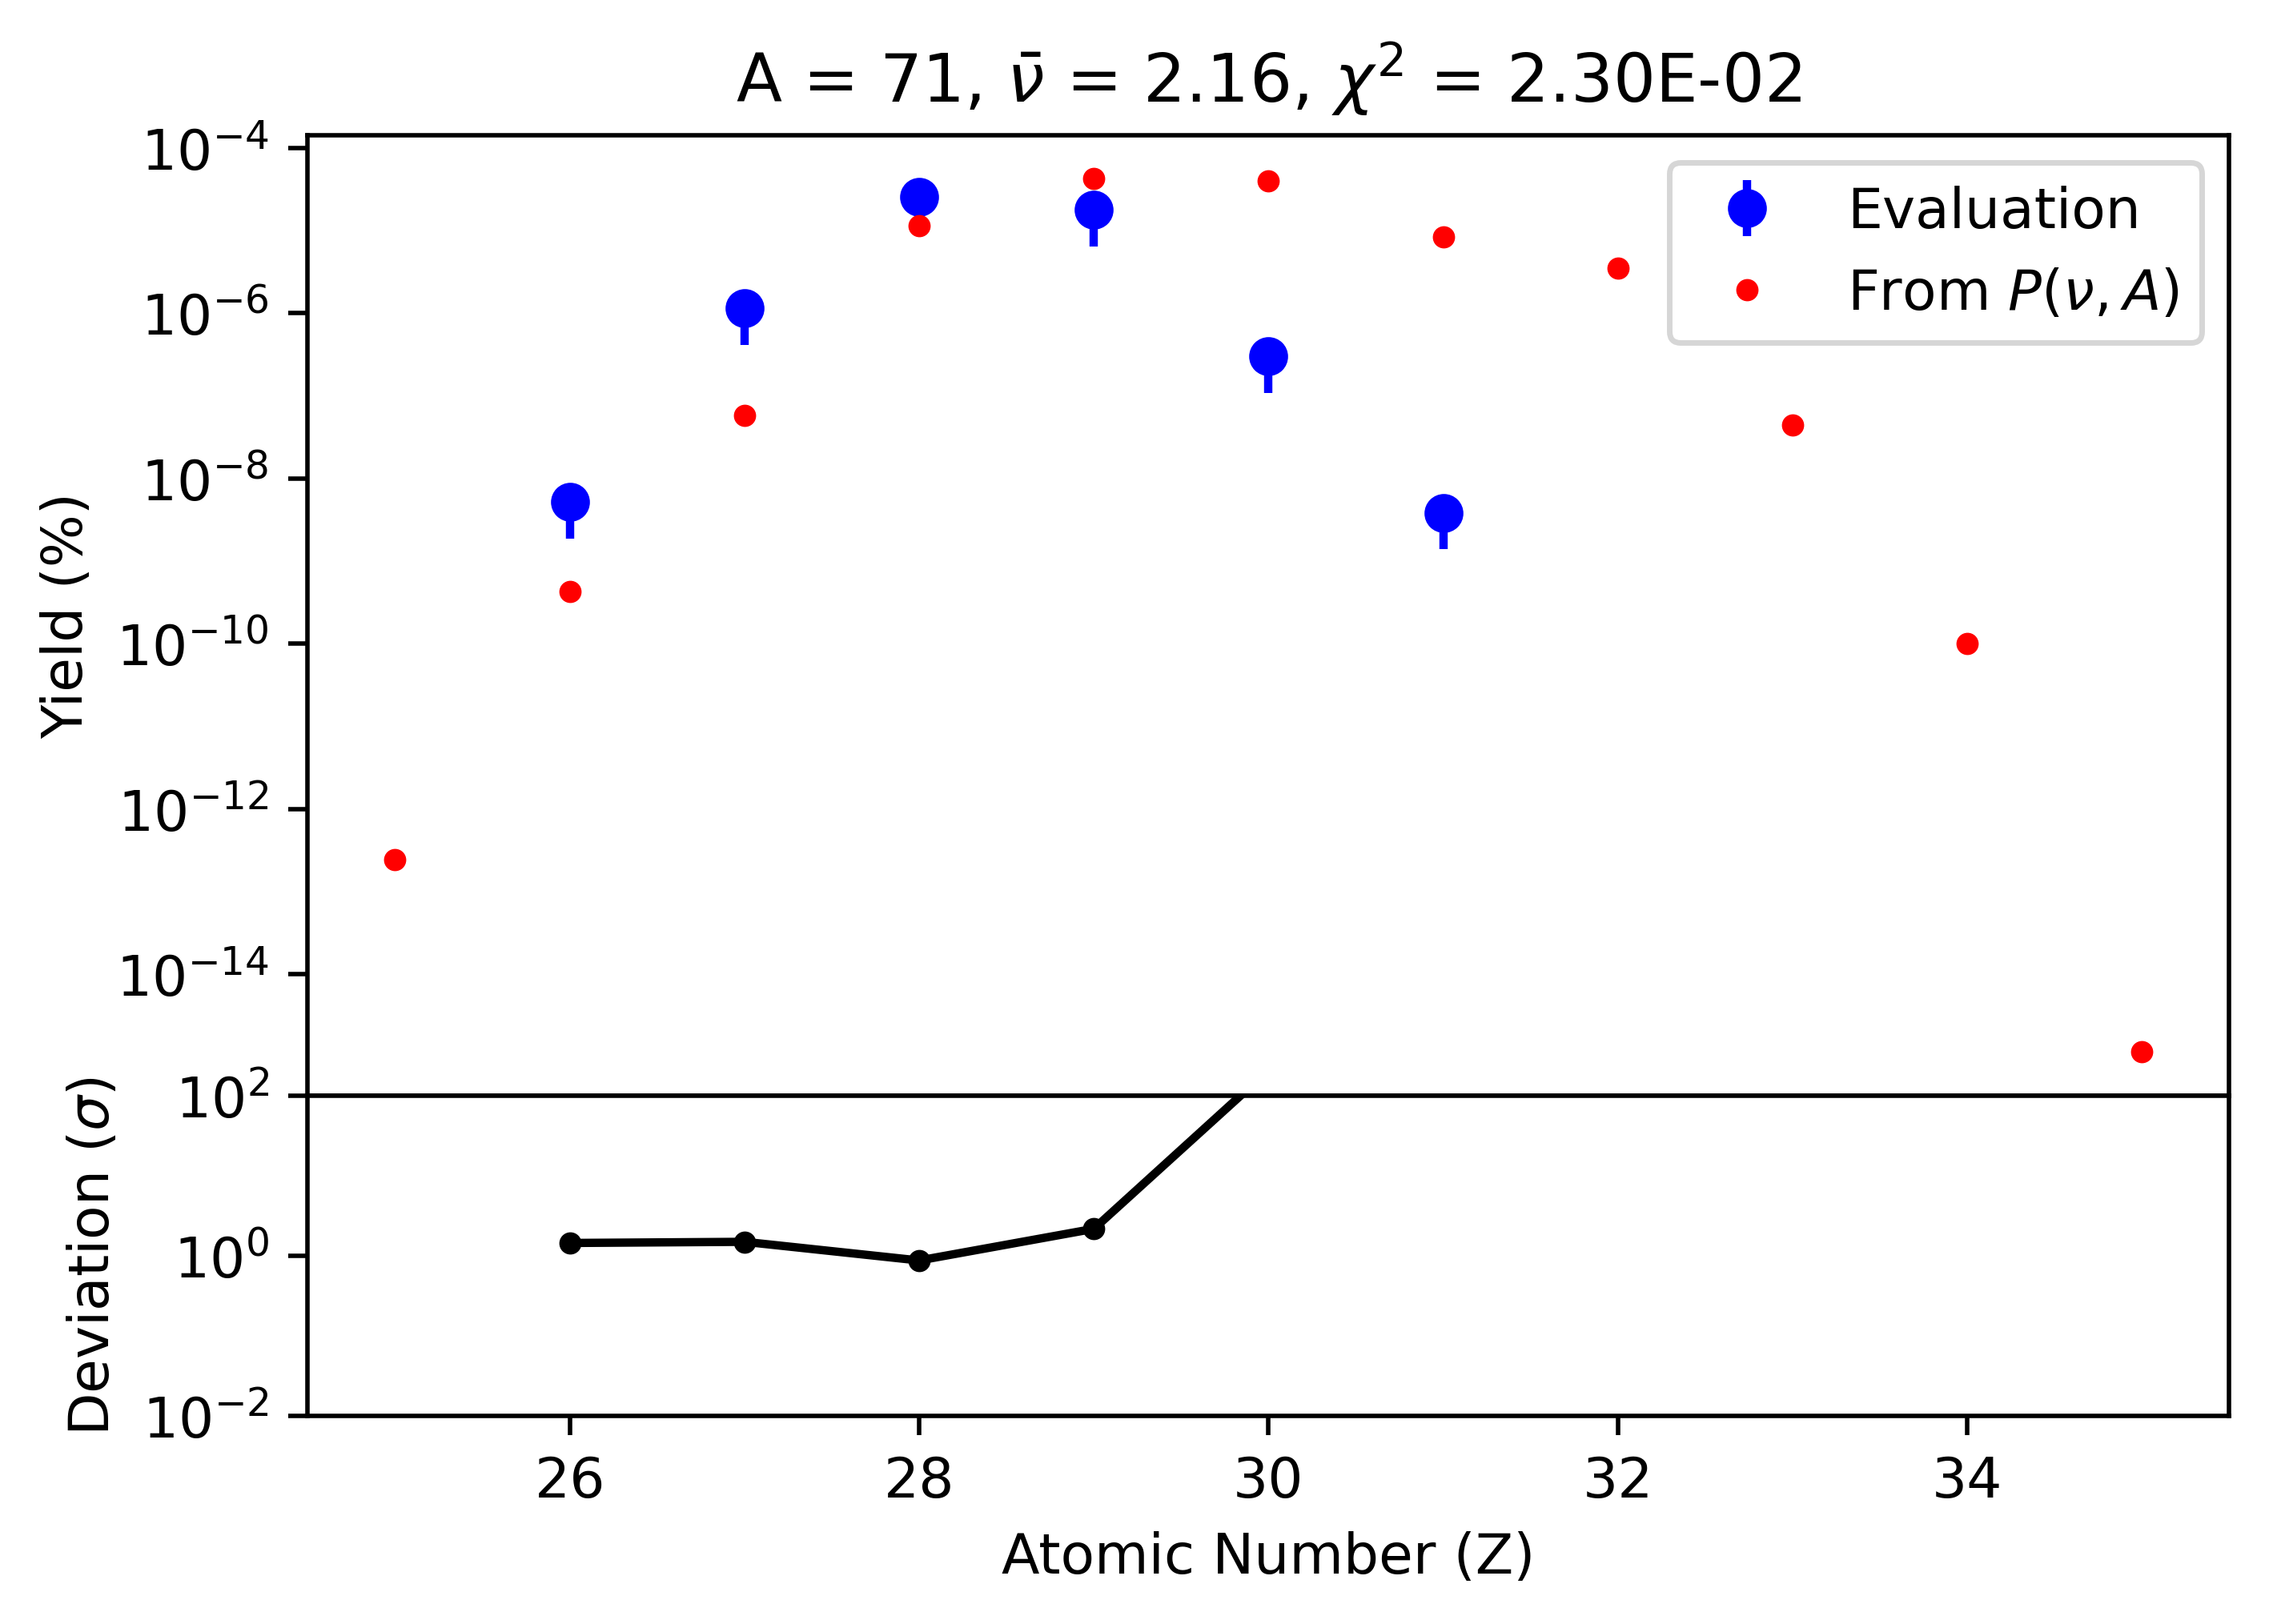 A = 71, ν̄ = 2.16, χ² = 2.30E-02
Evaluation
From P(ν, A)
Yield (%)
10⁻⁴
10⁻⁶
10⁻⁸
10⁻¹⁰
10⁻¹²
10⁻¹⁴
Deviation (σ)
10²
10⁰
10⁻²
26 28 30 32 34
Atomic Number (Z)